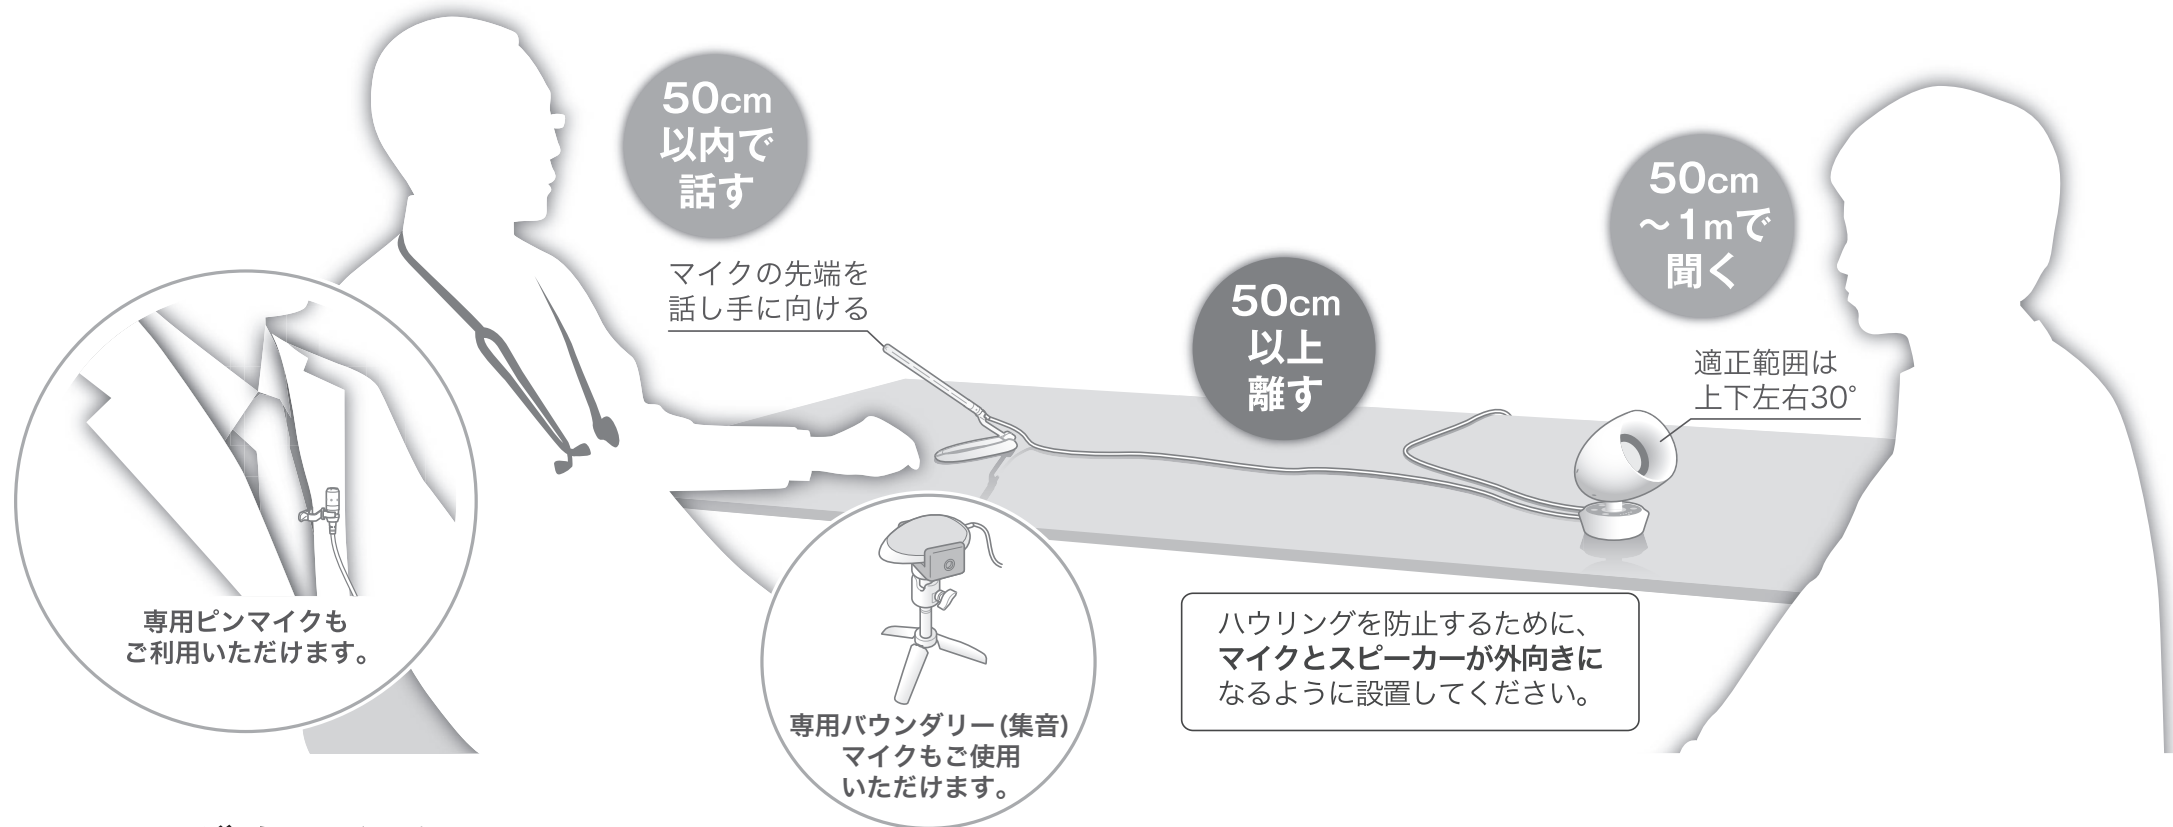 50cm
以内で
話す
マイクの先端を
話し手に向ける
50cm
以上
離す
50cm
～1mで
聞く
適正範囲は
上下左右30°
専用ピンマイクも
ご利用いただけます。
専用バウンダリー(集音)
マイクもご使用
いただけます。
ハウリングを防止するために、
マイクとスピーカーが外向きに
なるように設置してください。